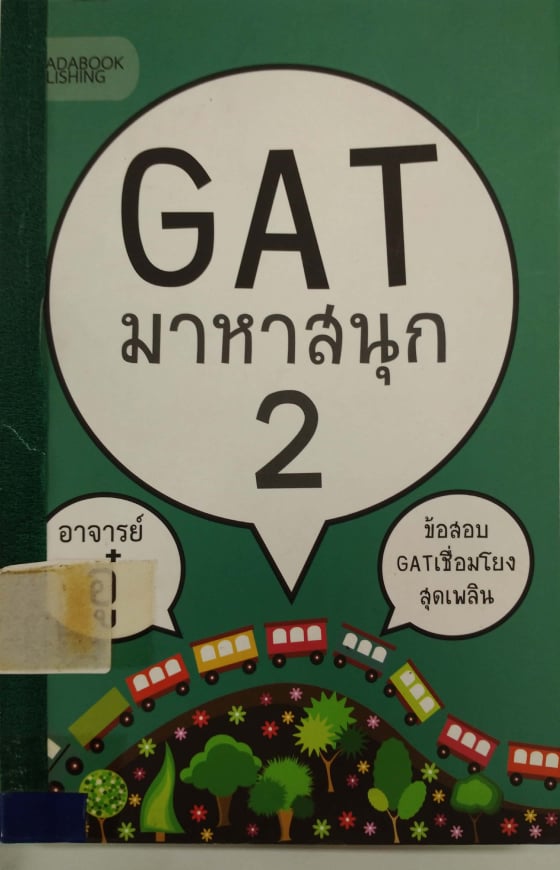 ADABOOK
LISHING
GAT
มาหาสนุก
2
อาจารย์
ข้อสอบ
GATเชื่อมโยง
สุดเพลิน